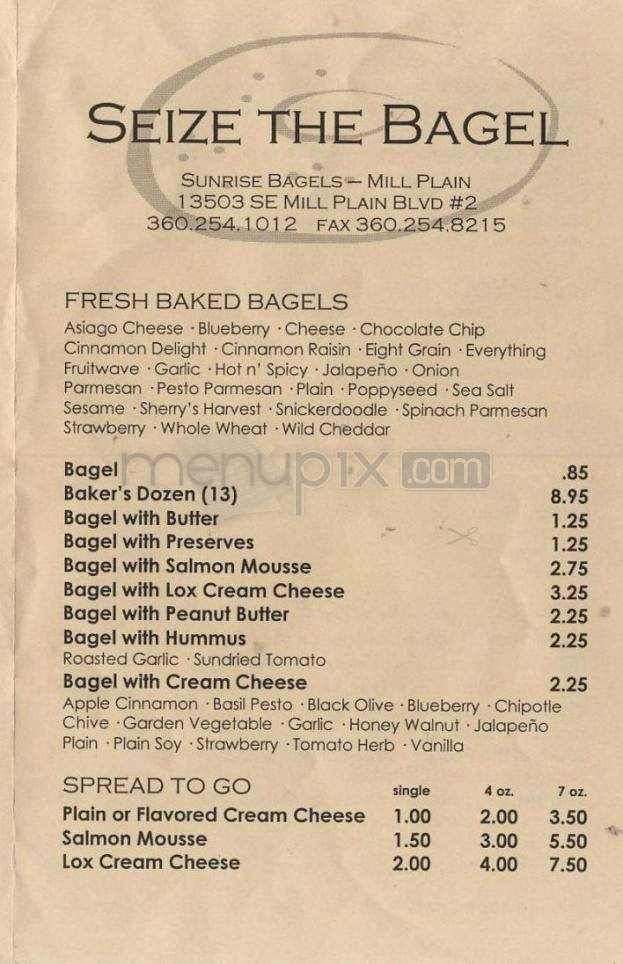 SEIZE THE BAGEL
SUNRISE BAGELS – MILL PLAIN
13503 SE MILL PLAIN BLVD #2
360.254.1012 FAX 360.254.8215
FRESH BAKED BAGELS
Asiago Cheese · Blueberry · Cheese · Chocolate Chip
Cinnamon Delight · Cinnamon Raisin · Eight Grain · Everything
Fruitwave · Garlic · Hot n' Spicy · Jalapeño · Onion
Parmesan · Pesto Parmesan · Plain · Poppyseed · Sea Salt
Sesame · Sherry's Harvest · Snickerdoodle · Spinach Parmesan
Strawberry · Whole Wheat · Wild Cheddar
menupix.com
Bagel .85
Baker's Dozen (13) 8.95
Bagel with Butter 1.25
Bagel with Preserves 1.25
Bagel with Salmon Mousse 2.75
Bagel with Lox Cream Cheese 3.25
Bagel with Peanut Butter 2.25
Bagel with Hummus 2.25
Roasted Garlic · Sundried Tomato
Bagel with Cream Cheese 2.25
Apple Cinnamon · Basil Pesto · Black Olive · Blueberry · Chipotle
Chive · Garden Vegetable · Garlic · Honey Walnut · Jalapeño
Plain · Plain Soy · Strawberry · Tomato Herb · Vanilla
SPREAD TO GO single 4 oz. 7 oz.
Plain or Flavored Cream Cheese 1.00 2.00 3.50
Salmon Mousse 1.50 3.00 5.50
Lox Cream Cheese 2.00 4.00 7.50